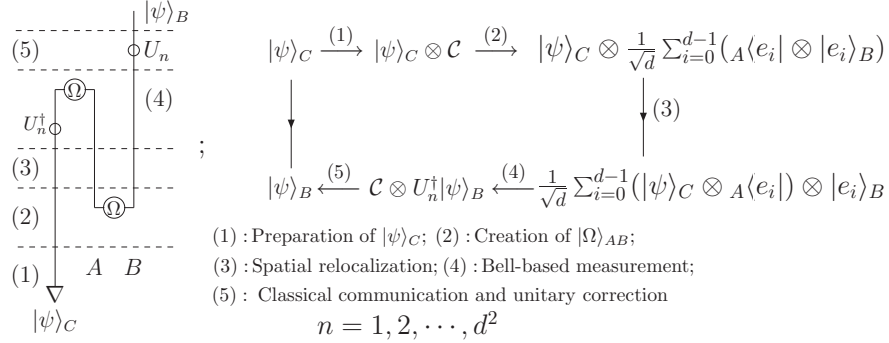 |ψ⟩_B
(5)
U_n
Ω
(4)
U_n^†
(3)
Ω
(2)
A B
(1)
|ψ⟩_C
;
|ψ⟩_C (1) |ψ⟩_C ⊗ 𝒞 (2) |ψ⟩_C ⊗ 1/√d ∑_{i=0}^{d-1}(_A⟨e_i| ⊗ |e_i⟩_B)
(3)
|ψ⟩_B (5) 𝒞 ⊗ U_n^†|ψ⟩_B (4) 1/√d ∑_{i=0}^{d-1}(|ψ⟩_C ⊗ _A⟨e_i|) ⊗ |e_i⟩_B
(1) : Preparation of |ψ⟩_C; (2) : Creation of |Ω⟩_{AB};
(3) : Spatial relocalization; (4) : Bell-based measurement;
(5) : Classical communication and unitary correction
n = 1, 2, ⋯, d^2